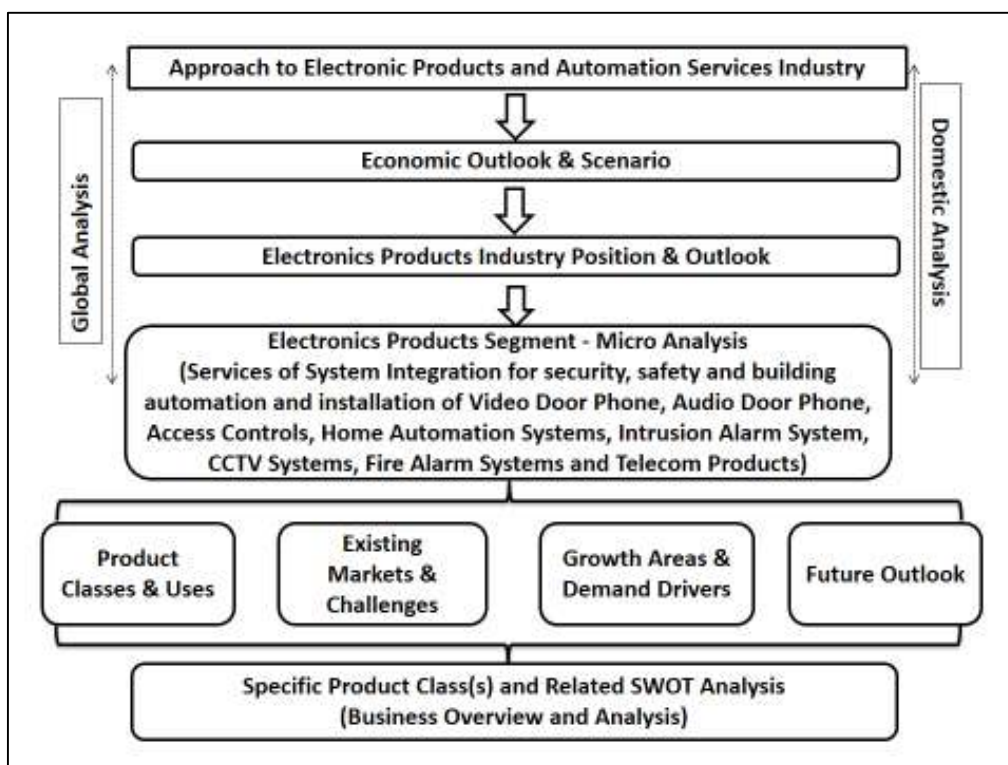 Approach to Electronic Products and Automation Services Industry
Global Analysis
Domestic Analysis
Economic Outlook & Scenario
Electronics Products Industry Position & Outlook
Electronics Products Segment - Micro Analysis
(Services of System Integration for security, safety and building
automation and installation of Video Door Phone, Audio Door Phone,
Access Controls, Home Automation Systems, Intrusion Alarm System,
CCTV Systems, Fire Alarm Systems and Telecom Products)
Product
Classes & Uses
Existing
Markets &
Challenges
Growth Areas &
Demand Drivers
Future Outlook
Specific Product Class(s) and Related SWOT Analysis
(Business Overview and Analysis)